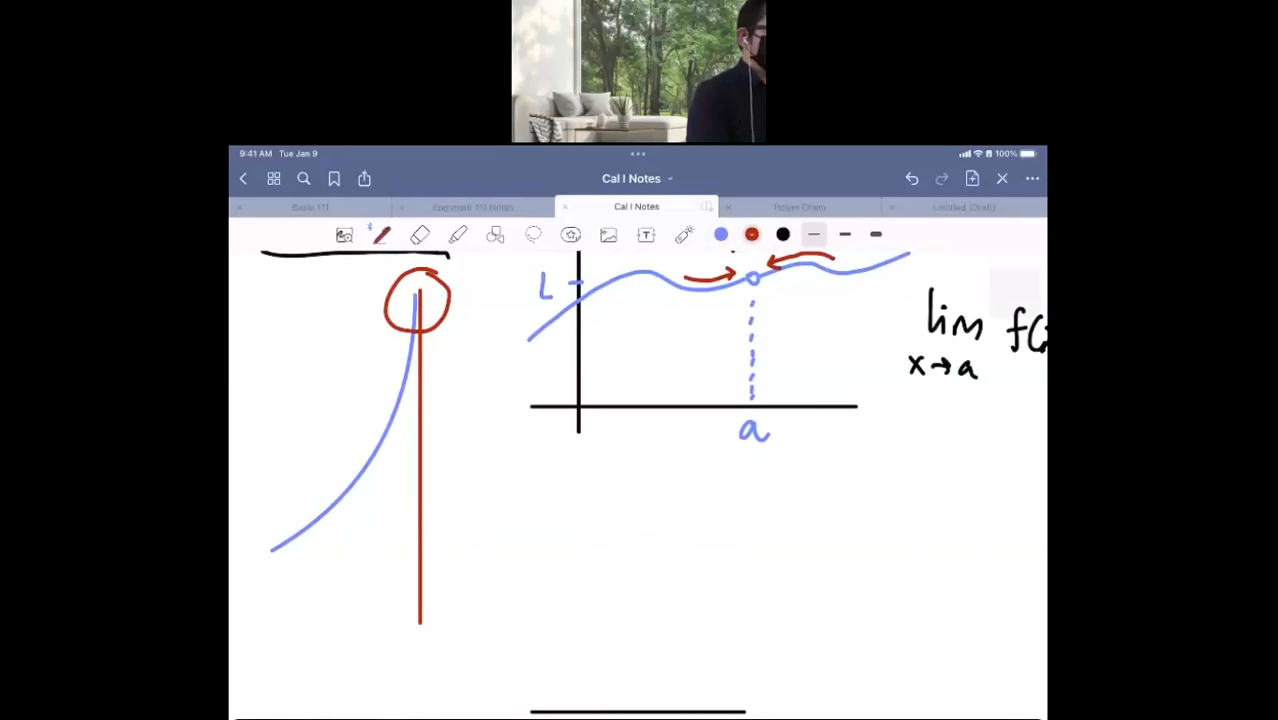 9:41 AM Tue Jan 9
100%
Cal I Notes
Cal I Notes
L
lim f(
x→a
a